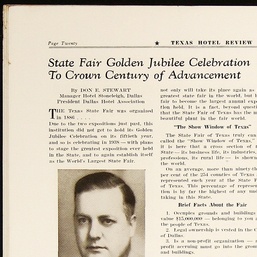 Page Twenty
★ TEXAS HOTEL REVIEW
State Fair Golden Jubilee Celebration
To Crown Century of Advancement
By DON E. STEWART
Manager Hotel Stoneleigh, Dallas
President Dallas Hotel Association
THE Texas State Fair was organized
in 1886
Due to the two expositions just past, this
institution did not get to hold its Golden
Jubilee Celebration on its fiftieth year,
and so is celebrating in 1938 — with plans
to stage the greatest exposition ever held
in the State, and to again establish itself
as the World's Largest State Fair.
not only will take its place again as
greatest state fair in the world, but
fair to become the largest annual
tion held. It is a fact, beyond
that the State Fair of Texas has the
beautiful plant in the fair world.
"The Show Window of Texas"
The State Fair of Texas truly can
called the "Show Window of Texas,"
it is here that a cross section of
State — its business life, its industries,
professions, its rural life — is shown
the world.
On an average, more than ninety
per cent of the 254 counties of Texas
represented at the State Fair of
of Texas. This percentage of
tion is by far the highest of any
taking in this State.
Brief Facts About the Fair
1. Occupies grounds and buildings
value $15,000,000 — belonging to you
the people of Texas.
2. Legal ownership is vested in the City
of Dallas.
3. Is a non-profit organization —
profit accruing must go into the
and buildings.